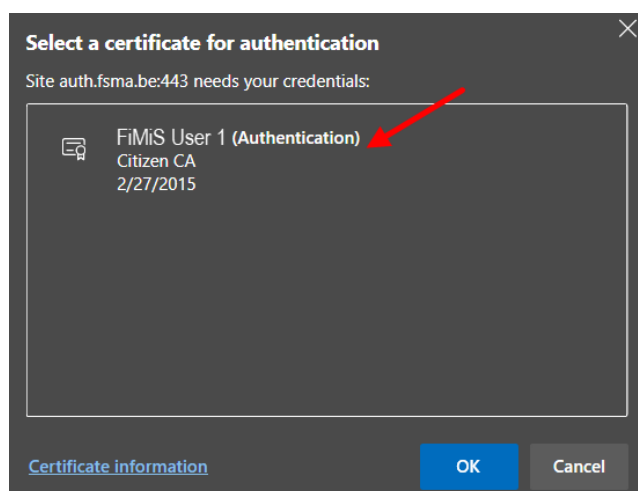 Select a certificate for authentication
Site auth.fsma.be:443 needs your credentials:
FiMiS User 1 (Authentication)
Citizen CA
2/27/2015
Certificate information
OK
Cancel